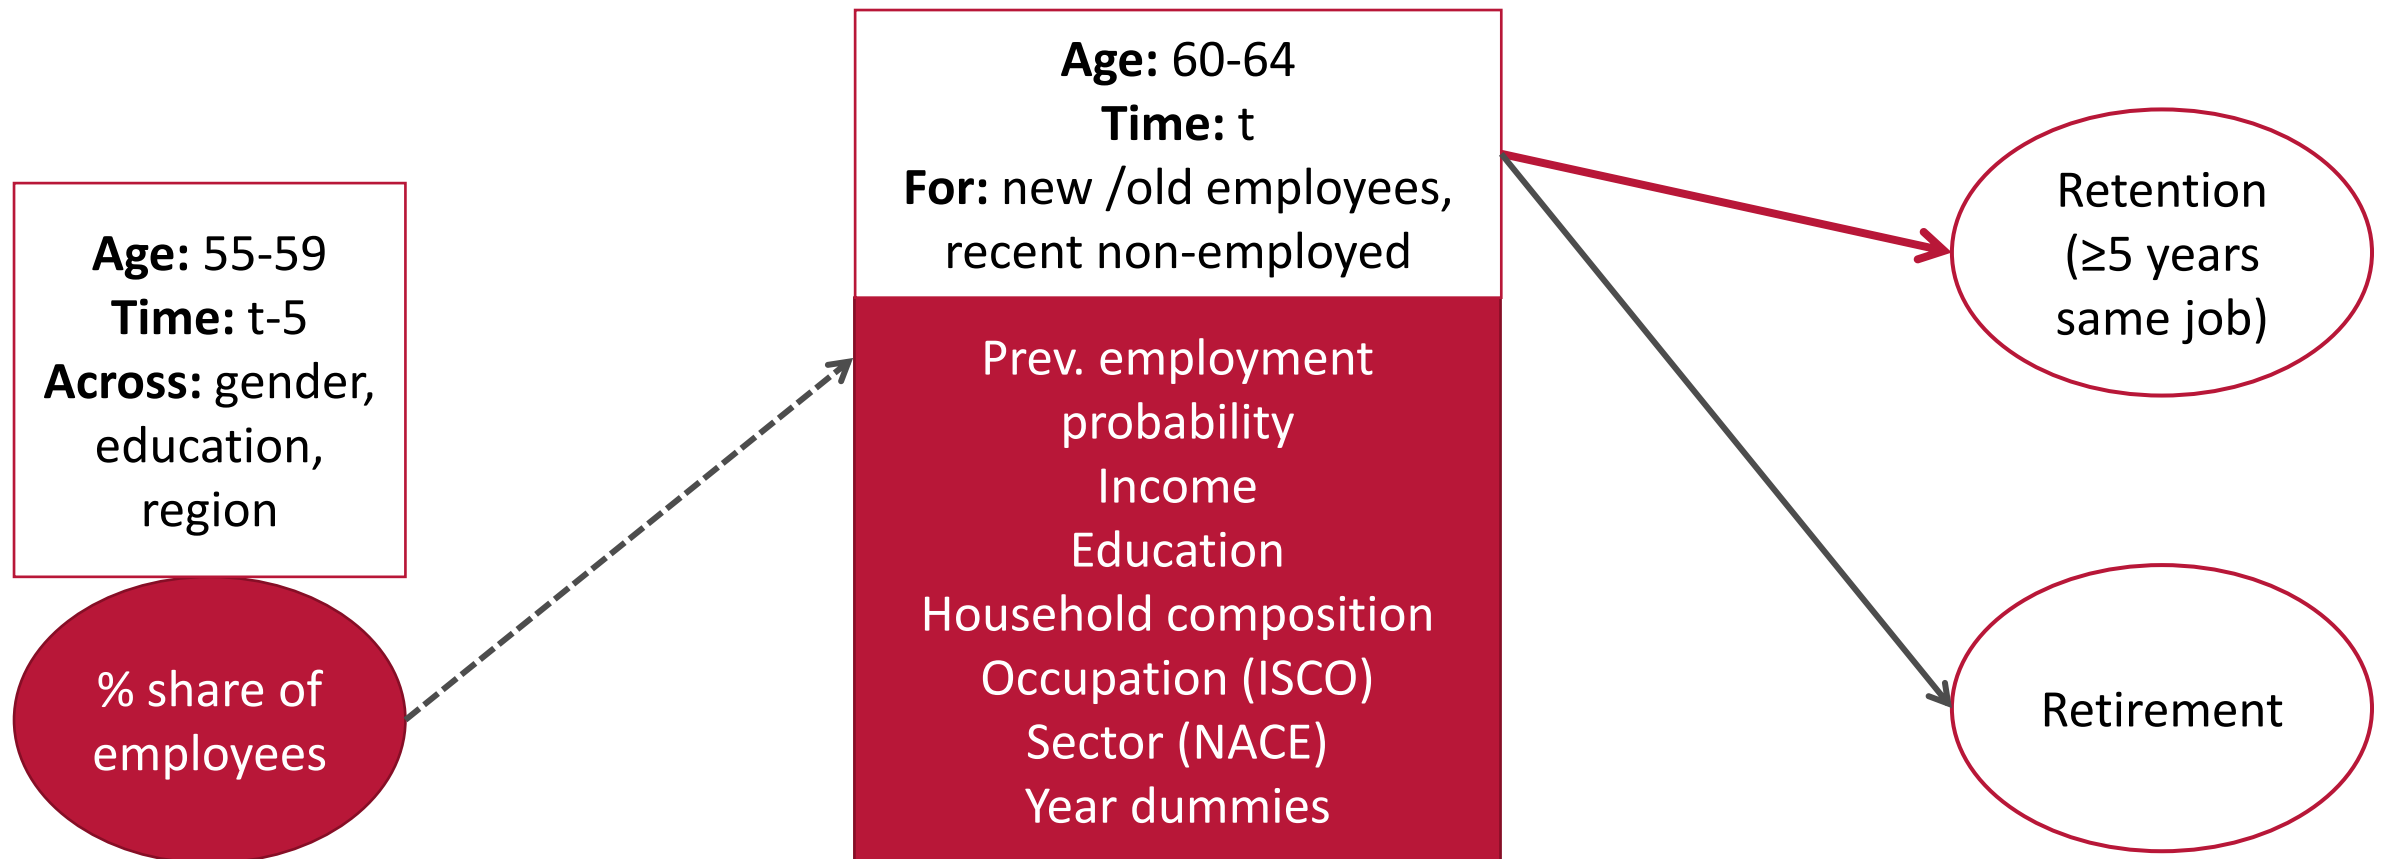 Age: 55-59
Time: t-5
Across: gender,
education,
region
% share of
employees
Age: 60-64
Time: t
For: new /old employees,
recent non-employed
Prev. employment
probability
Income
Education
Household composition
Occupation (ISCO)
Sector (NACE)
Year dummies
Retention
(≥5 years
same job)
Retirement